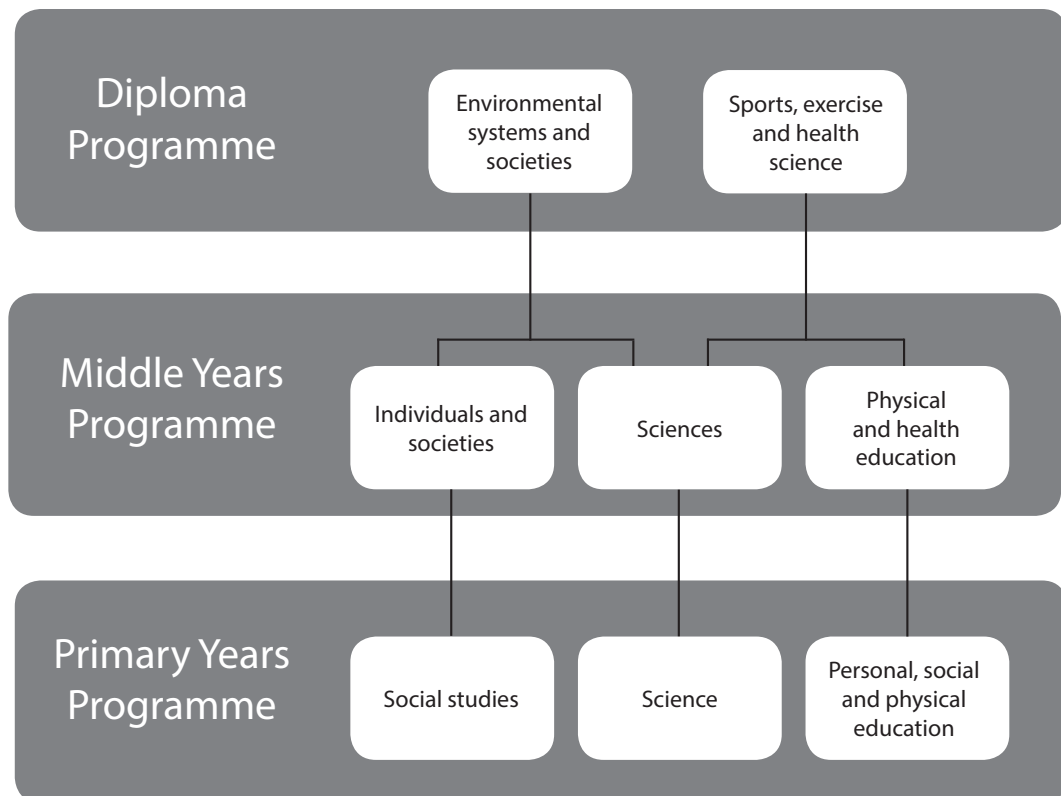 Diploma
Programme
Environmental
systems and
societies
Sports, exercise
and health
science
Middle Years
Programme
Individuals and
societies
Sciences
Physical
and health
education
Primary Years
Programme
Social studies
Science
Personal, social
and physical
education